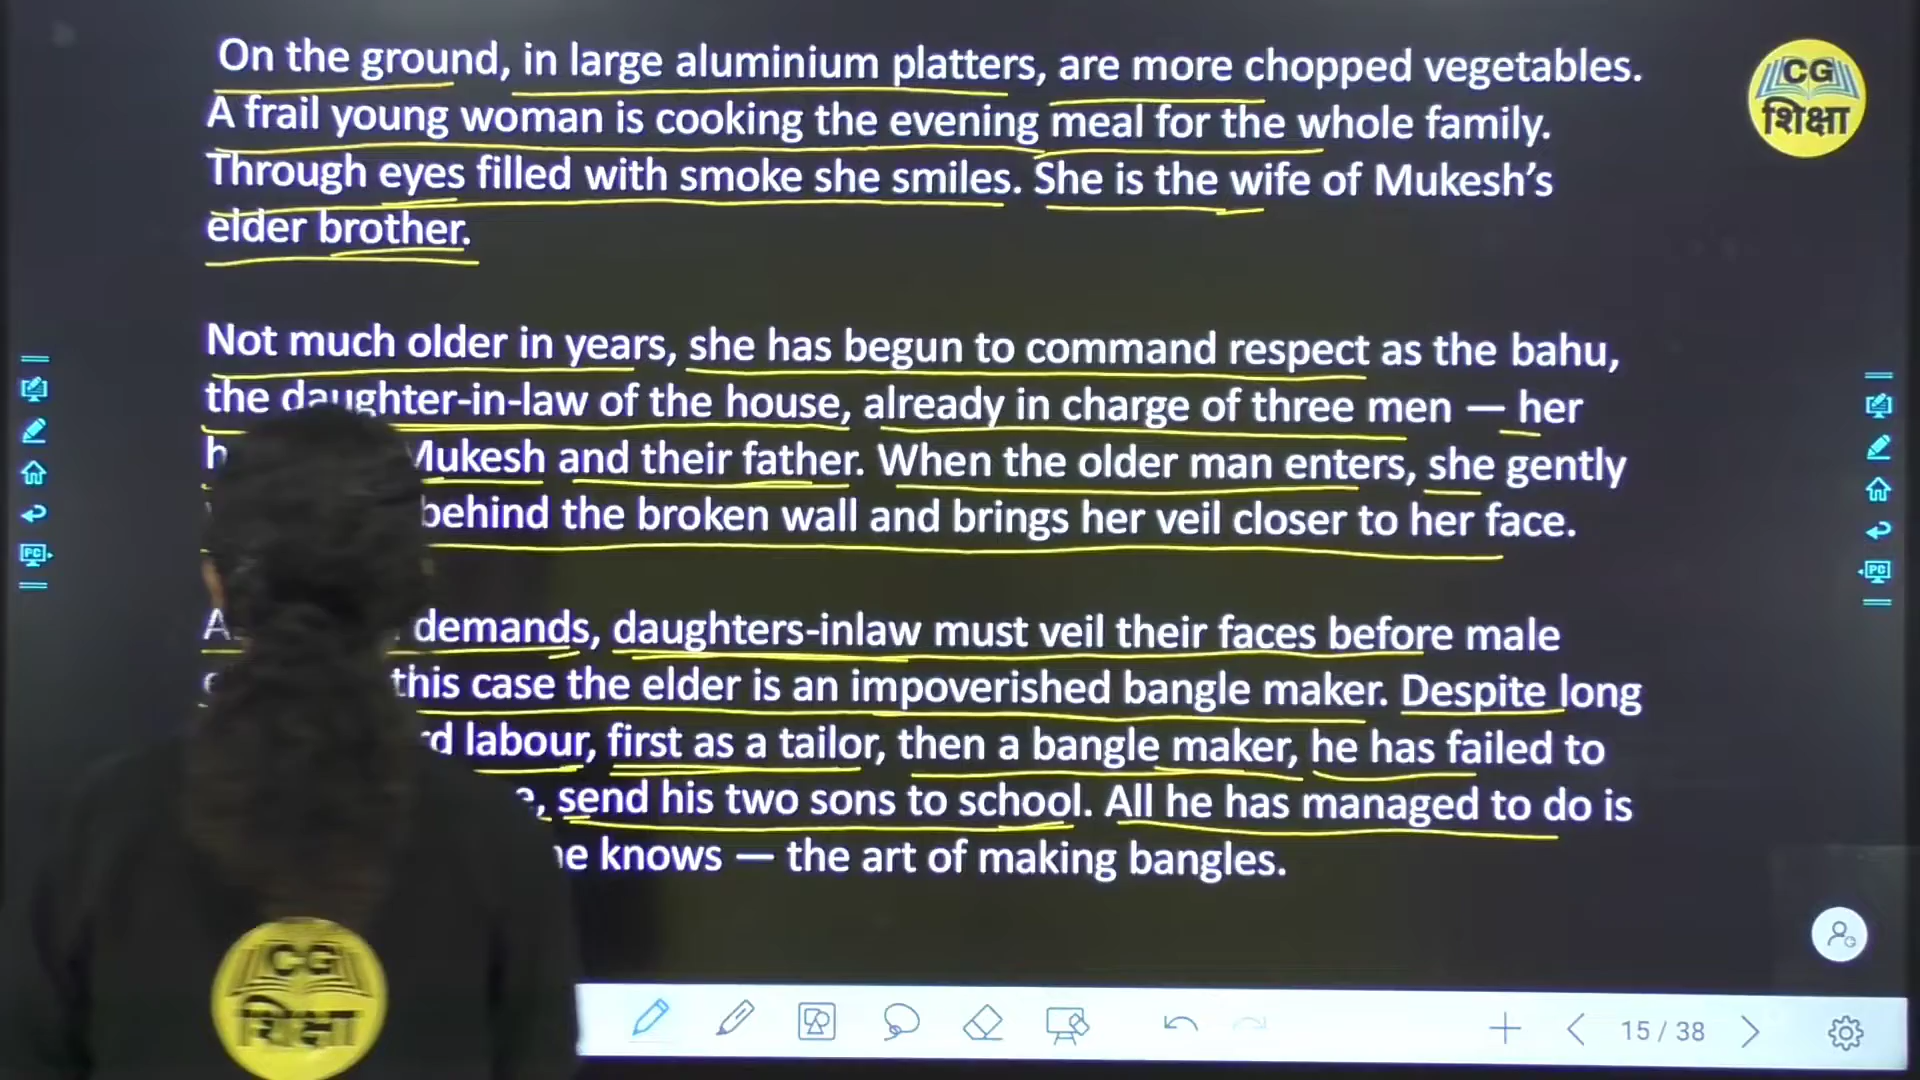 On the ground, in large aluminium platters, are more chopped vegetables.
A frail young woman is cooking the evening meal for the whole family.
Through eyes filled with smoke she smiles. She is the wife of Mukesh’s
elder brother.
Not much older in years, she has begun to command respect as the bahu,
the daughter-in-law of the house, already in charge of three men — her
Mukesh and their father. When the older man enters, she gently
behind the broken wall and brings her veil closer to her face.
demands, daughters-inlaw must veil their faces before male
this case the elder is an impoverished bangle maker. Despite long
labour, first as a tailor, then a bangle maker, he has failed to
send his two sons to school. All he has managed to do is
knows — the art of making bangles.
CG
शिक्षा
CG
शिक्षा
PC
PC
15 / 38